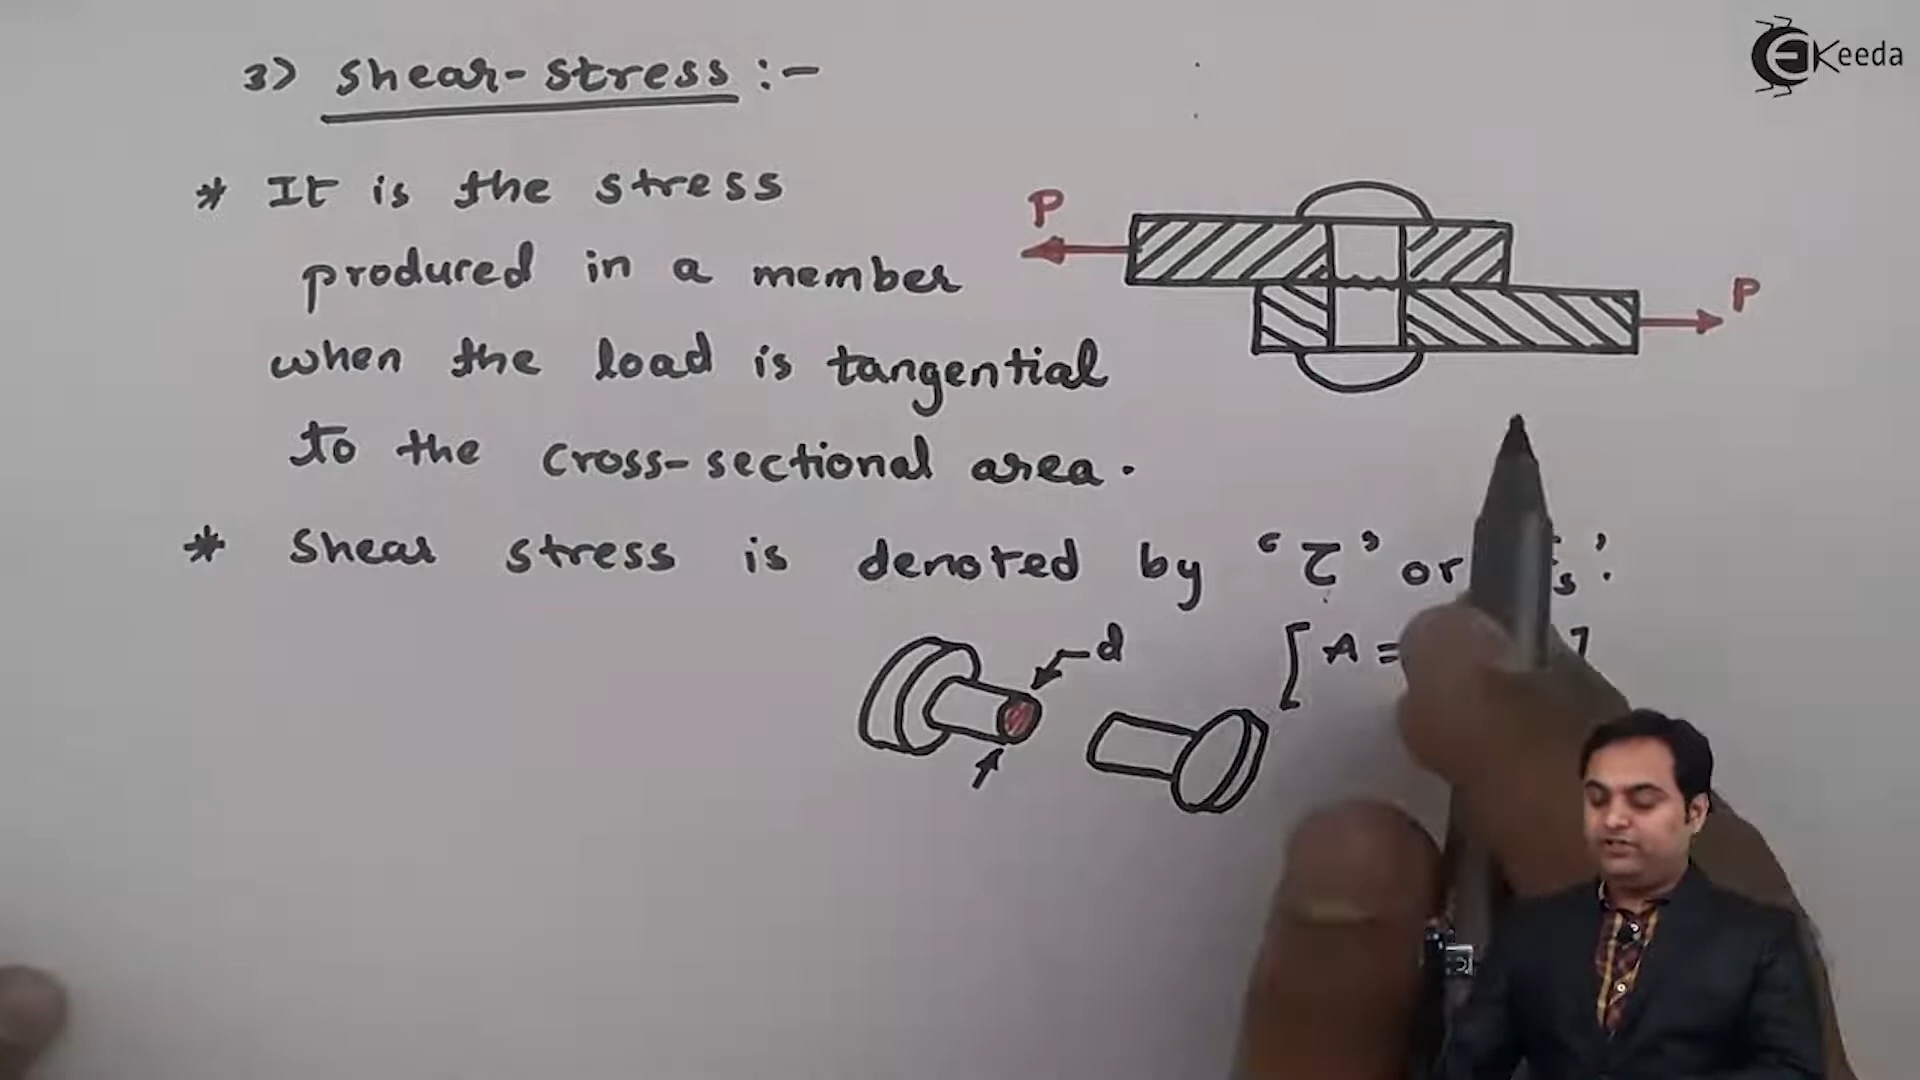 3) Shear-stress :-
* It is the stress
produced in a member
when the load is tangential
to the cross-sectional area.
* Shear stress is denoted by 'τ' or
[A =
P
P
d
EKeeda